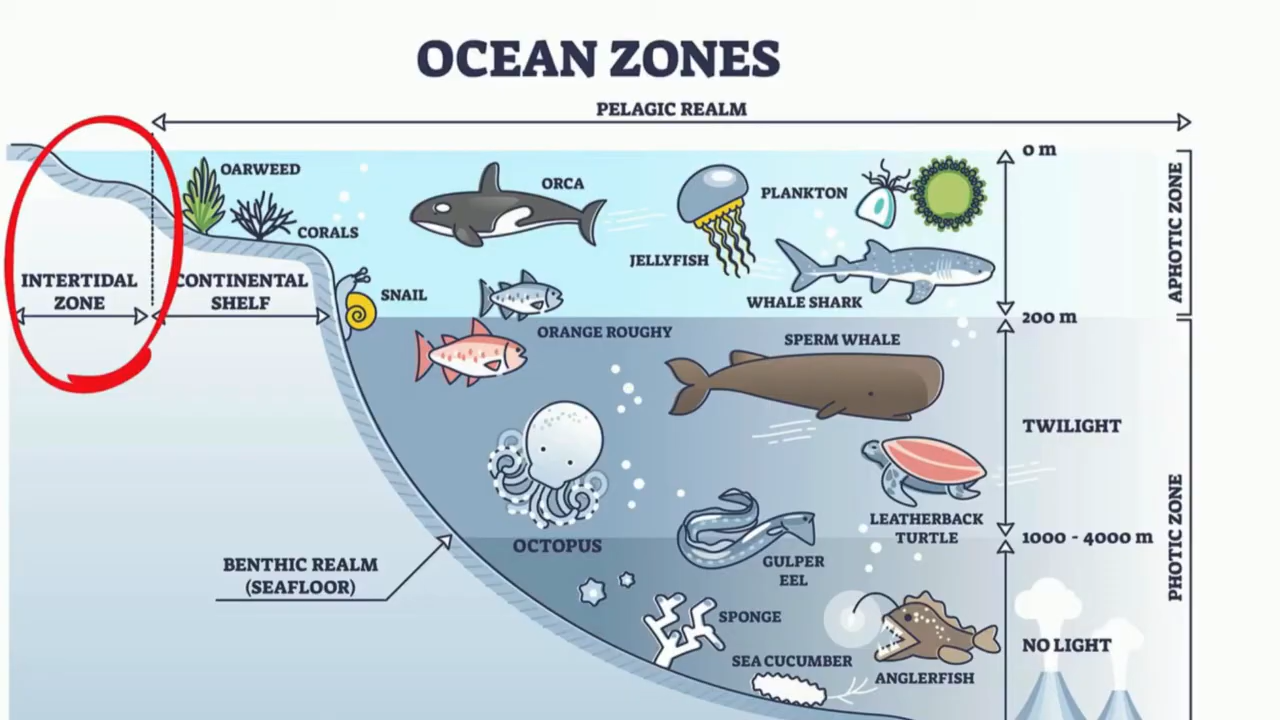 OCEAN ZONES
PELAGIC REALM
0 m
OARWEED
ORCA
PLANKTON
CORALS
JELLYFISH
APHOTIC ZONE
INTERTIDAL
ZONE
CONTINENTAL
SHELF
SNAIL
WHALE SHARK
200 m
ORANGE ROUGHY
SPERM WHALE
TWILIGHT
LEATHERBACK
TURTLE
OCTOPUS
1000 - 4000 m
PHOTIC ZONE
BENTHIC REALM
(SEAFLOOR)
GULPER
EEL
SPONGE
NO LIGHT
SEA CUCUMBER
ANGLERFISH